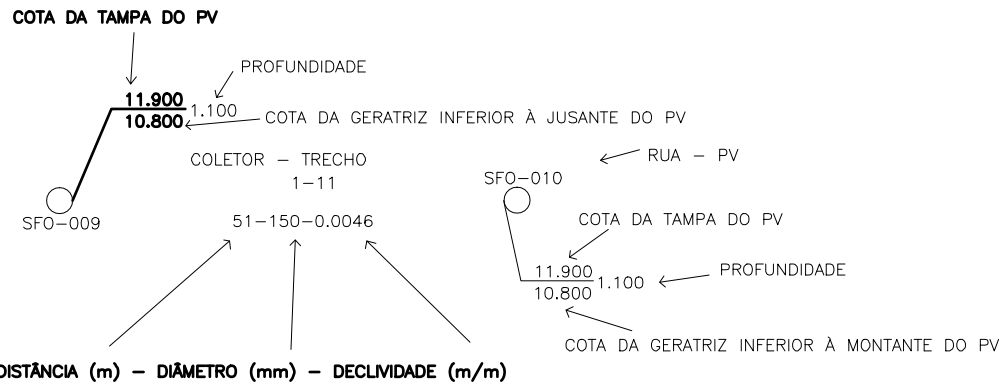 COTA DA TAMPA DO PV
PROFUNDIDADE
11.900
1.100
10.800
COTA DA GERATRIZ INFERIOR À JUSANTE DO PV
COLETOR - TRECHO
1-11
RUA - PV
SFO-010
SFO-009
51-150-0.0046
COTA DA TAMPA DO PV
11.900
1.100
10.800
PROFUNDIDADE
COTA DA GERATRIZ INFERIOR À MONTANTE DO PV
DISTÂNCIA (m) - DIÂMETRO (mm) - DECLIVIDADE (m/m)